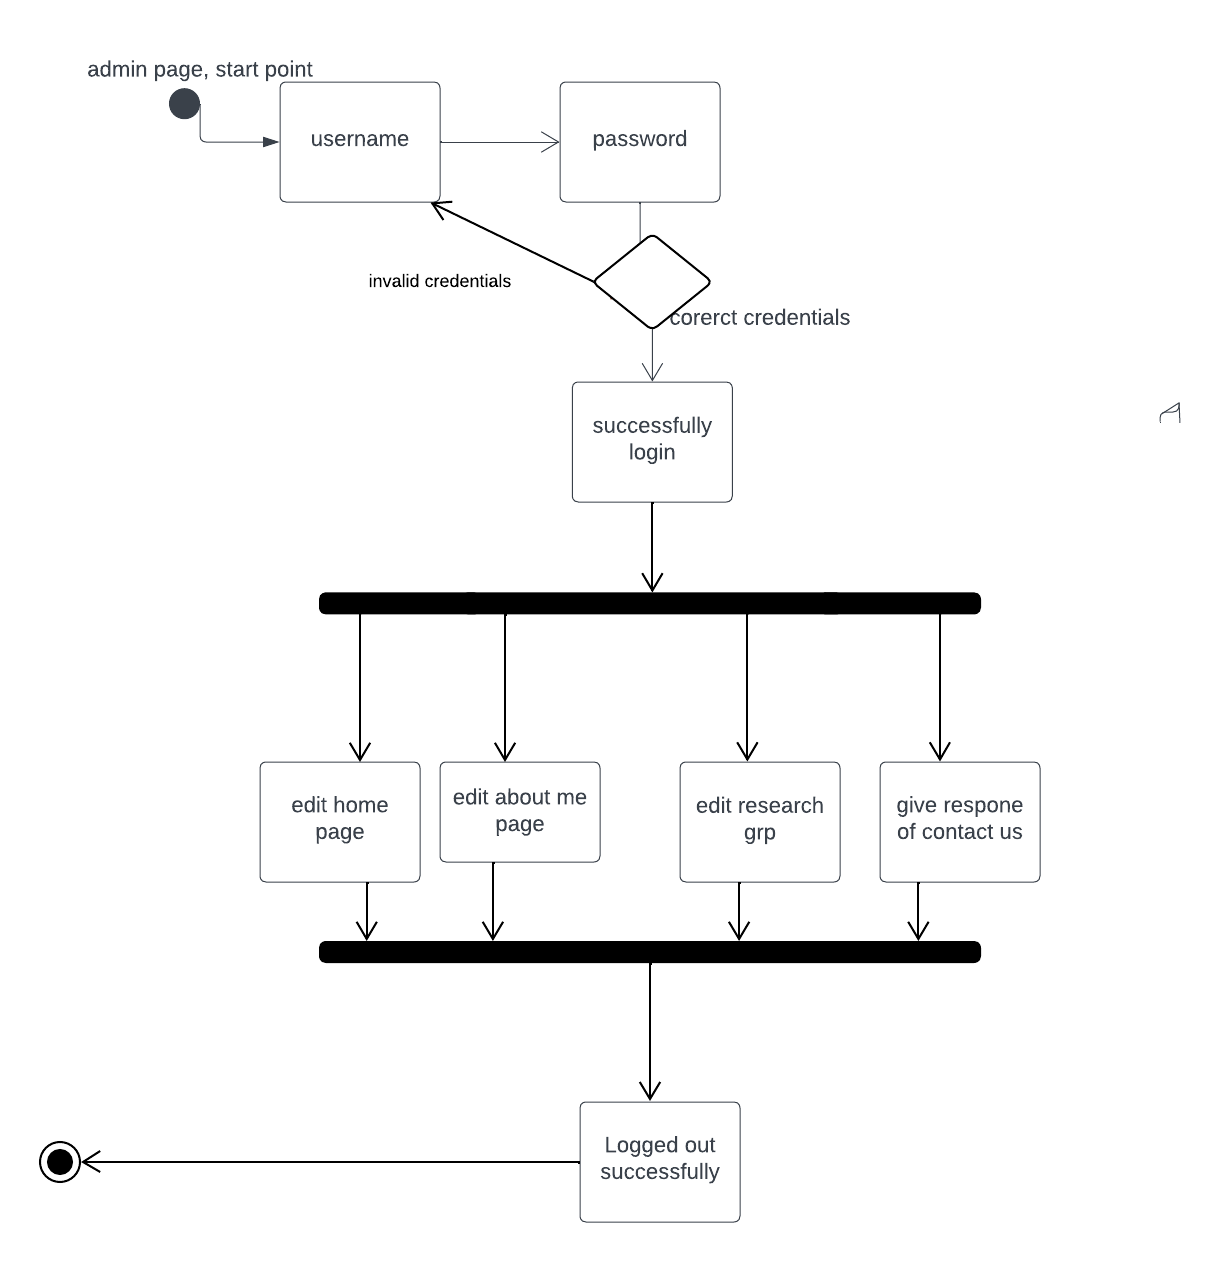 admin page, start point
username
password
invalid credentials
corerct credentials
successfully
login
edit home
page
edit about me
page
edit research
grp
give respone
of contact us
Logged out
successfully